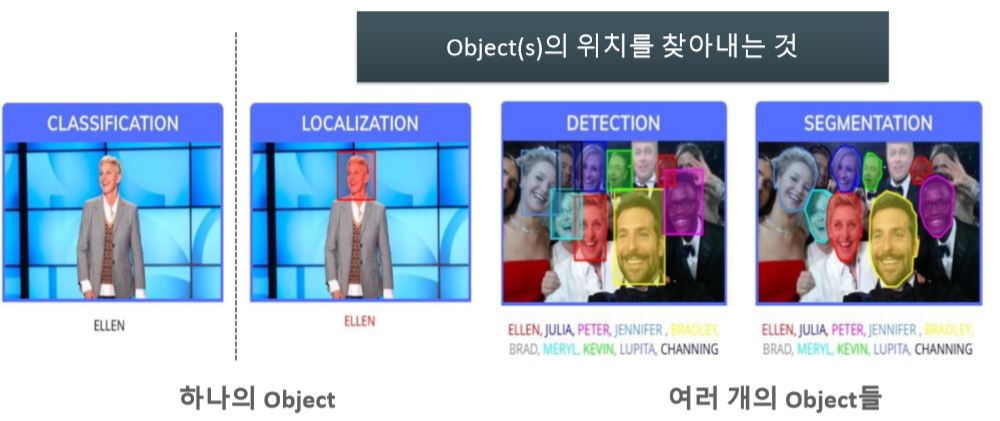 Object(s)의 위치를 찾아내는 것
CLASSIFICATION
LOCALIZATION
DETECTION
SEGMENTATION
ELLEN
ELLEN
ELLEN, JULIA, PETER, JENNIFER , BRADLEY,
BRAD, MERYL, KEVIN, LUPITA, CHANNING
ELLEN, JULIA, PETER, JENNIFER , BRADLEY,
BRAD, MERYL, KEVIN, LUPITA, CHANNING
하나의 Object
여러 개의 Object들